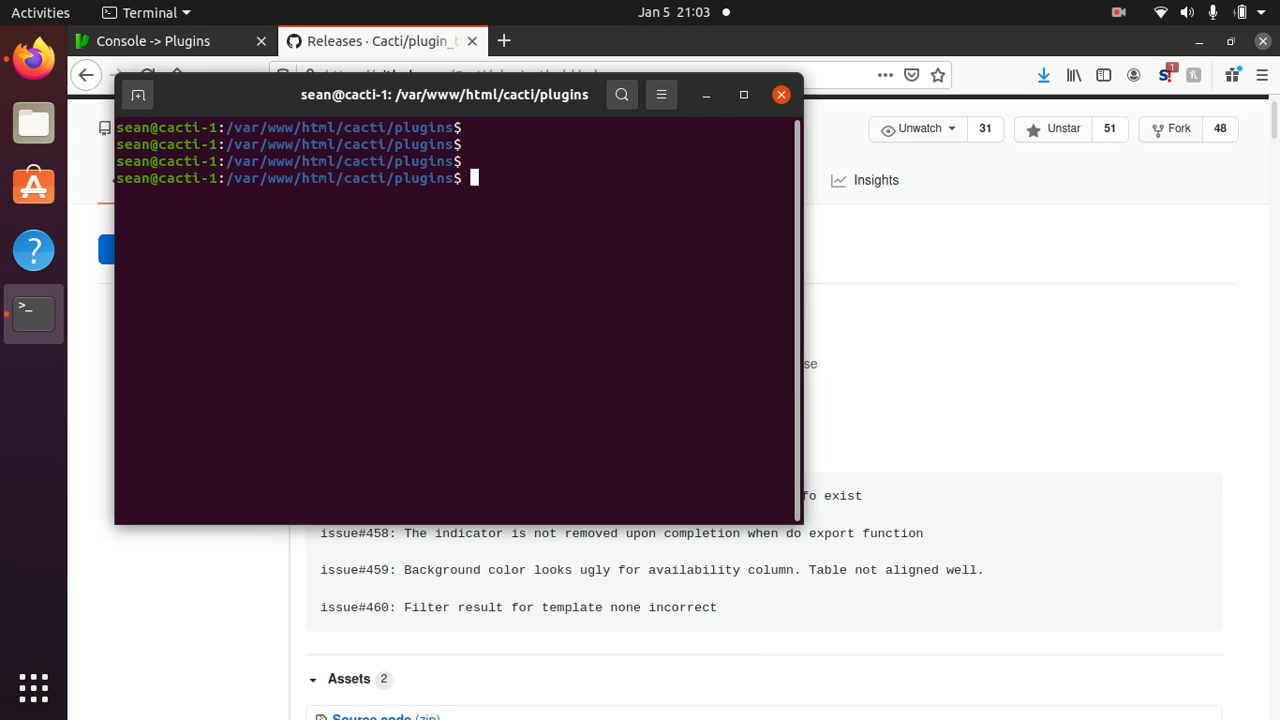 Activities
Terminal
Jan 5 21:03
Console -> Plugins
Releases · Cacti/plugin_t
sean@cacti-1: /var/www/html/cacti/plugins
sean@cacti-1:/var/www/html/cacti/plugins$
sean@cacti-1:/var/www/html/cacti/plugins$
sean@cacti-1:/var/www/html/cacti/plugins$
sean@cacti-1:/var/www/html/cacti/plugins$
Unwatch 31
Unstar 51
Fork 48
Insights
se
fo exist
issue#458: The indicator is not removed upon completion when do export function
issue#459: Background color looks ugly for availability column. Table not aligned well.
issue#460: Filter result for template none incorrect
Assets 2
Source code (zip)